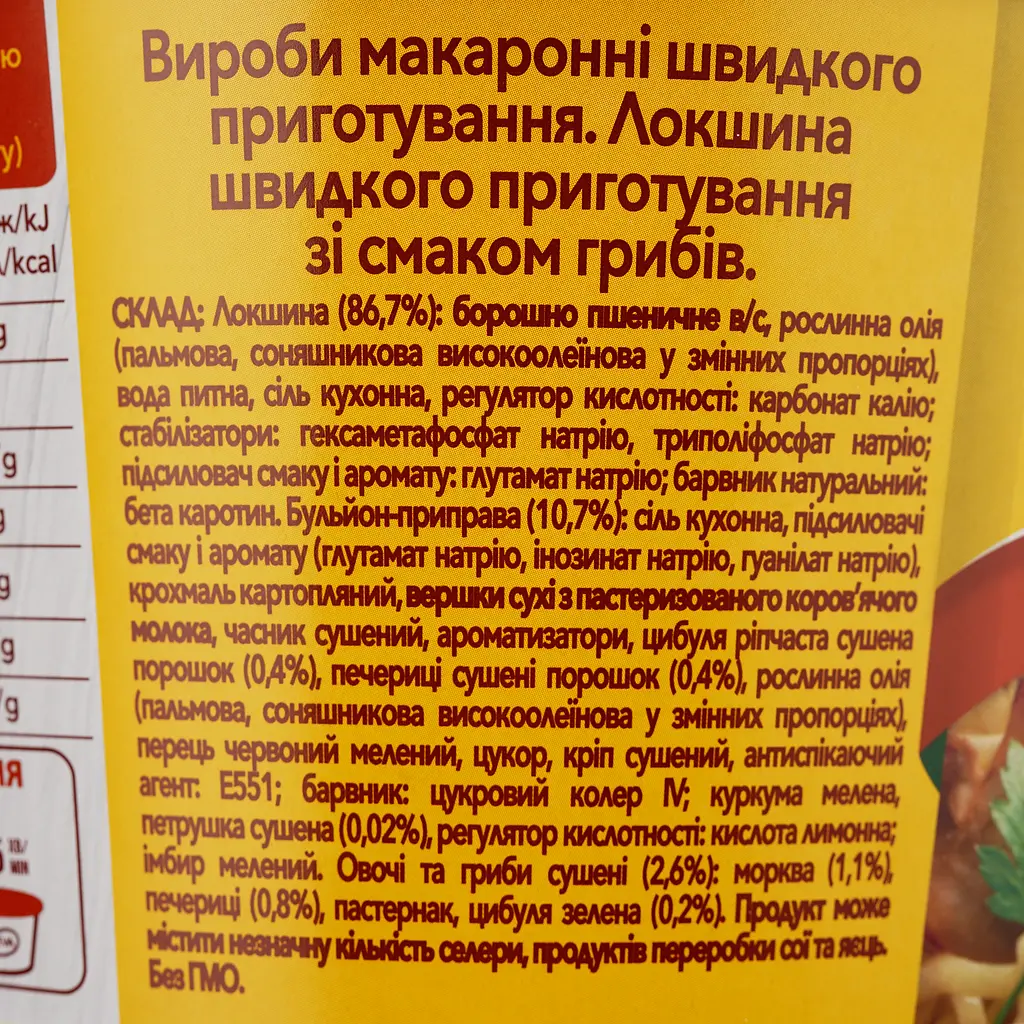 ю
у)
ж/kJ
/kcal
g
/g
g
g
g
/g
ІЯ
5 ХВ/
MIN
Вироби макаронні швидкого
приготування. Локшина
швидкого приготування
зі смаком грибів.
СКЛАД: Локшина (86,7%): борошно пшеничне в/с, рослинна олія
(пальмова, соняшникова високоолеїнова у змінних пропорціях),
вода питна, сіль кухонна, регулятор кислотності: карбонат калію;
стабілізатори: гексаметафосфат натрію, триполіфосфат натрію;
підсилювач смаку і аромату: глутамат натрію; барвник натуральний:
бета каротин. Бульйон-приправа (10,7%): сіль кухонна, підсилювачі
смаку і аромату (глутамат натрію, інозинат натрію, гуанілат натрію),
крохмаль картопляний, вершки сухі з пастеризованого коров’ячого
молока, часник сушений, ароматизатори, цибуля ріпчаста сушена
порошок (0,4%), печериці сушені порошок (0,4%), рослинна олія
(пальмова, соняшникова високоолеїнова у змінних пропорціях),
перець червоний мелений, цукор, кріп сушений, антиспікаючий
агент: Е551; барвник: цукровий колер IV; куркума мелена,
петрушка сушена (0,02%), регулятор кислотності: кислота лимонна;
імбир мелений. Овочі та гриби сушені (2,6%): морква (1,1%),
печериці (0,8%), пастернак, цибуля зелена (0,2%). Продукт може
містити незначну кількість селери, продуктів переробки сої та яєць.
Без ГМО.